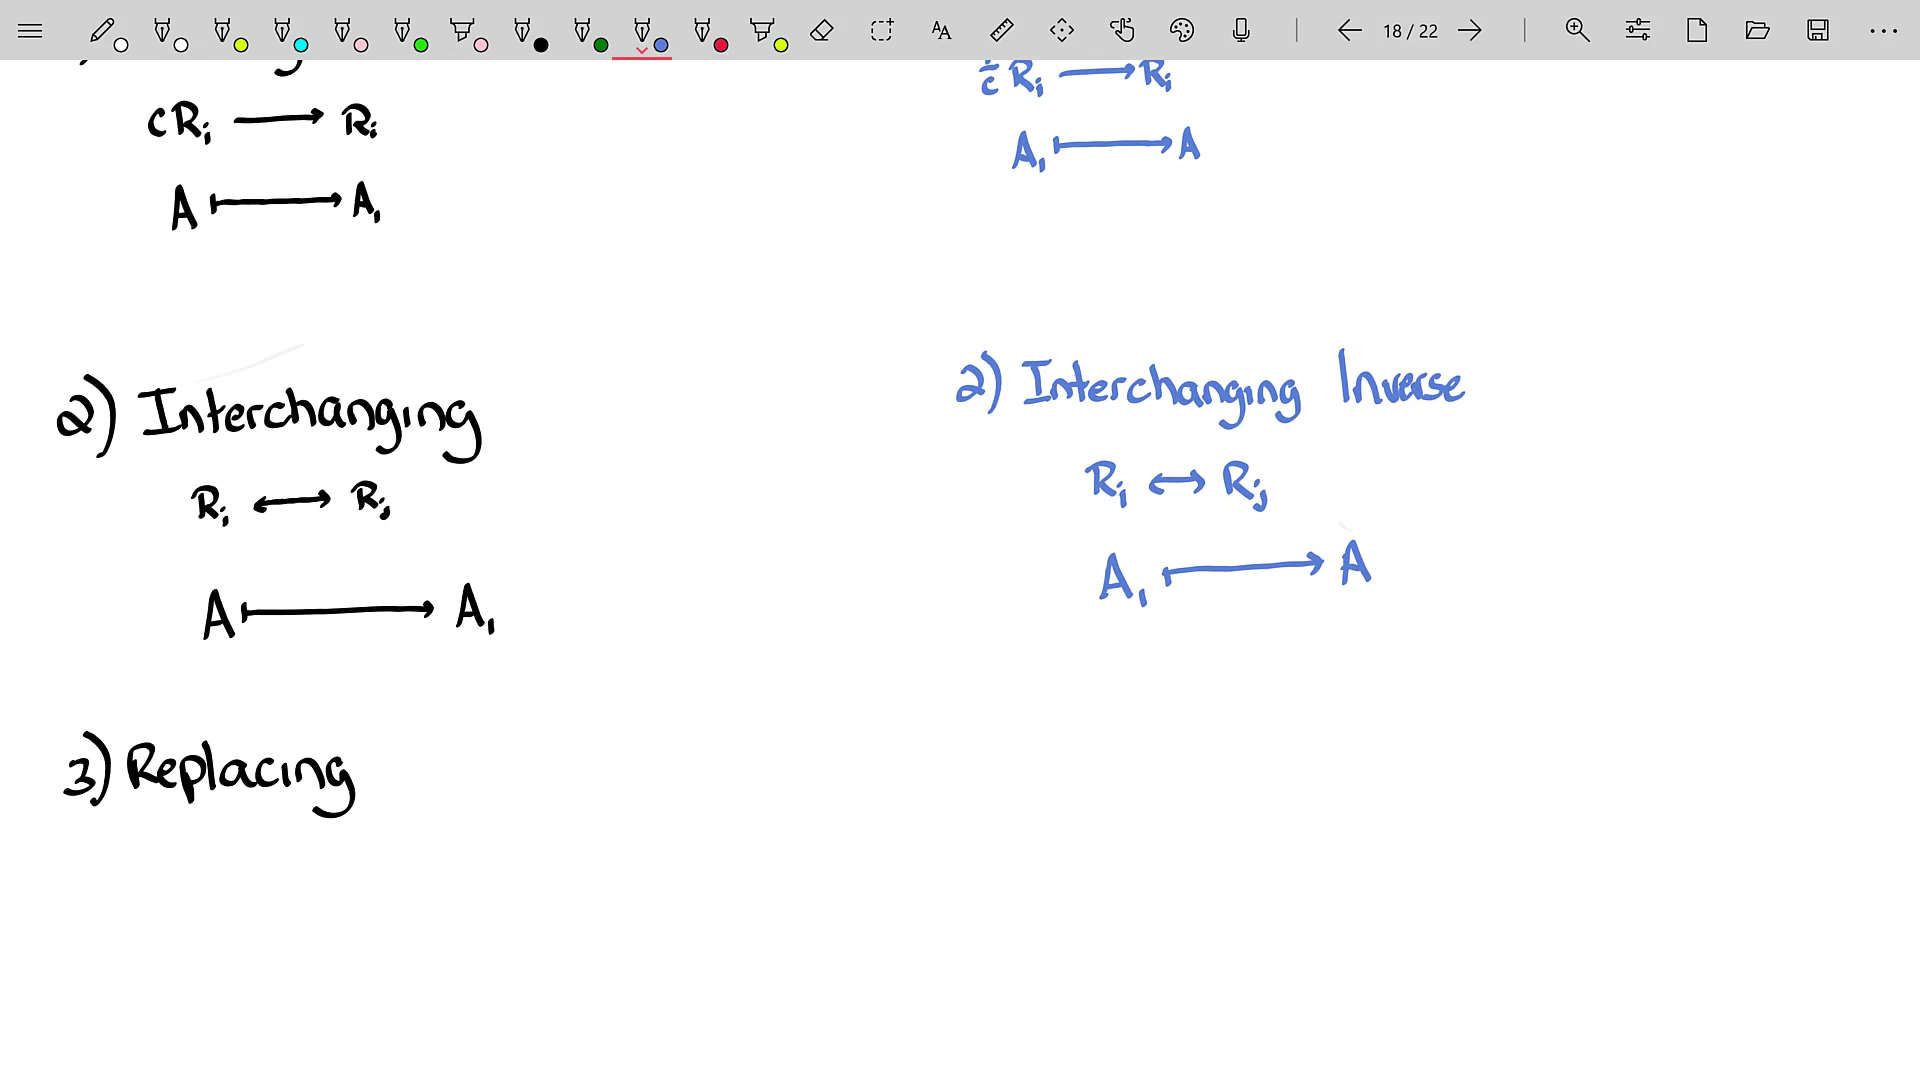 18 / 22
cRᵢ ⟶ Rᵢ
A ⟼ A₁
1/c Rᵢ ⟶ Rᵢ
A₁ ⟼ A
2) Interchanging
Rᵢ ⟷ Rⱼ
A ⟼ A₁
2) Interchanging Inverse
Rᵢ ⟷ Rⱼ
A₁ ⟼ A
3) Replacing